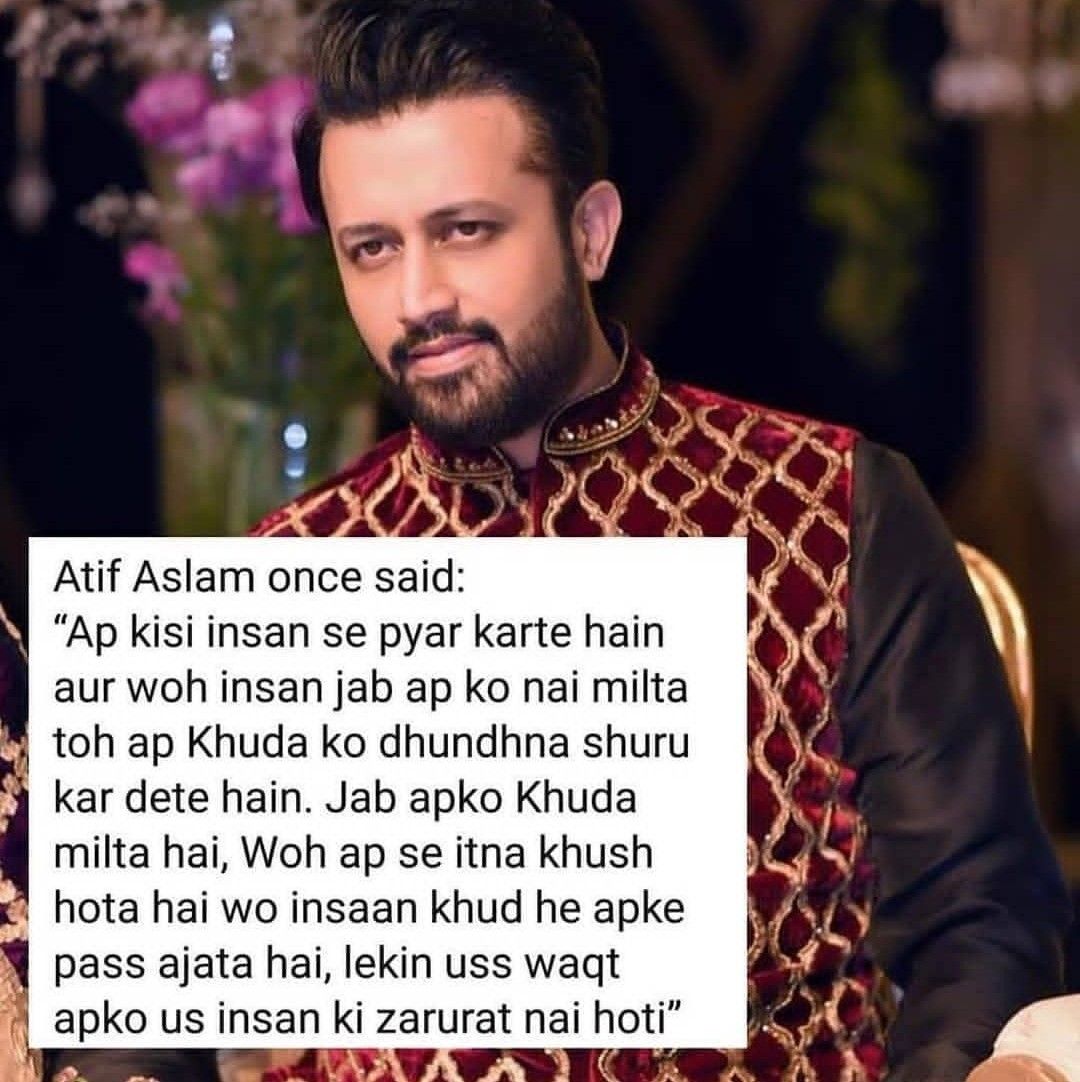 Atif Aslam once said:
“Ap kisi insan se pyar karte hain
aur woh insan jab ap ko nai milta
toh ap Khuda ko dhundhna shuru
kar dete hain. Jab apko Khuda
milta hai, Woh ap se itna khush
hota hai wo insaan khud he apke
pass ajata hai, lekin uss waqt
apko us insan ki zarurat nai hoti”